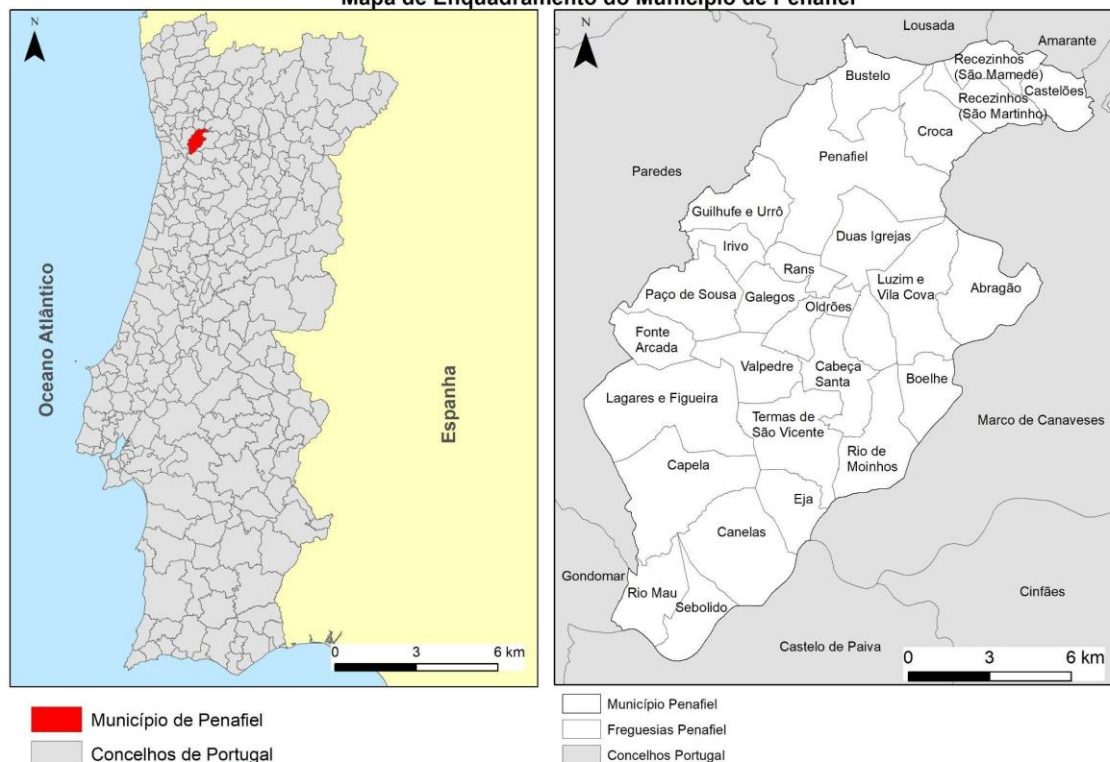 Mapa de Enquadramento do Município de Penafiel
N
Oceano Atlântico
Espanha
0 3 6 km
Município de Penafiel
Concelhos de Portugal
N
Lousada
Amarante
Paredes
Marco de Canaveses
Gondomar
Cinfães
Castelo de Paiva
Bustelo
Recezinhos
(São Mamede)
Castelões
Recezinhos
(São Martinho)
Croca
Penafiel
Guilhufe e Urrô
Duas Igrejas
Irivo
Rans
Luzim e
Vila Cova
Abragão
Paço de Sousa
Galegos
Oldrões
Fonte
Arcada
Valpedre
Cabeça
Santa
Boelhe
Lagares e Figueira
Termas de
São Vicente
Rio de
Moinhos
Capela
Eja
Canelas
Rio Mau
Sebolido
0 3 6 km
Município Penafiel
Freguesias Penafiel
Concelhos Portugal